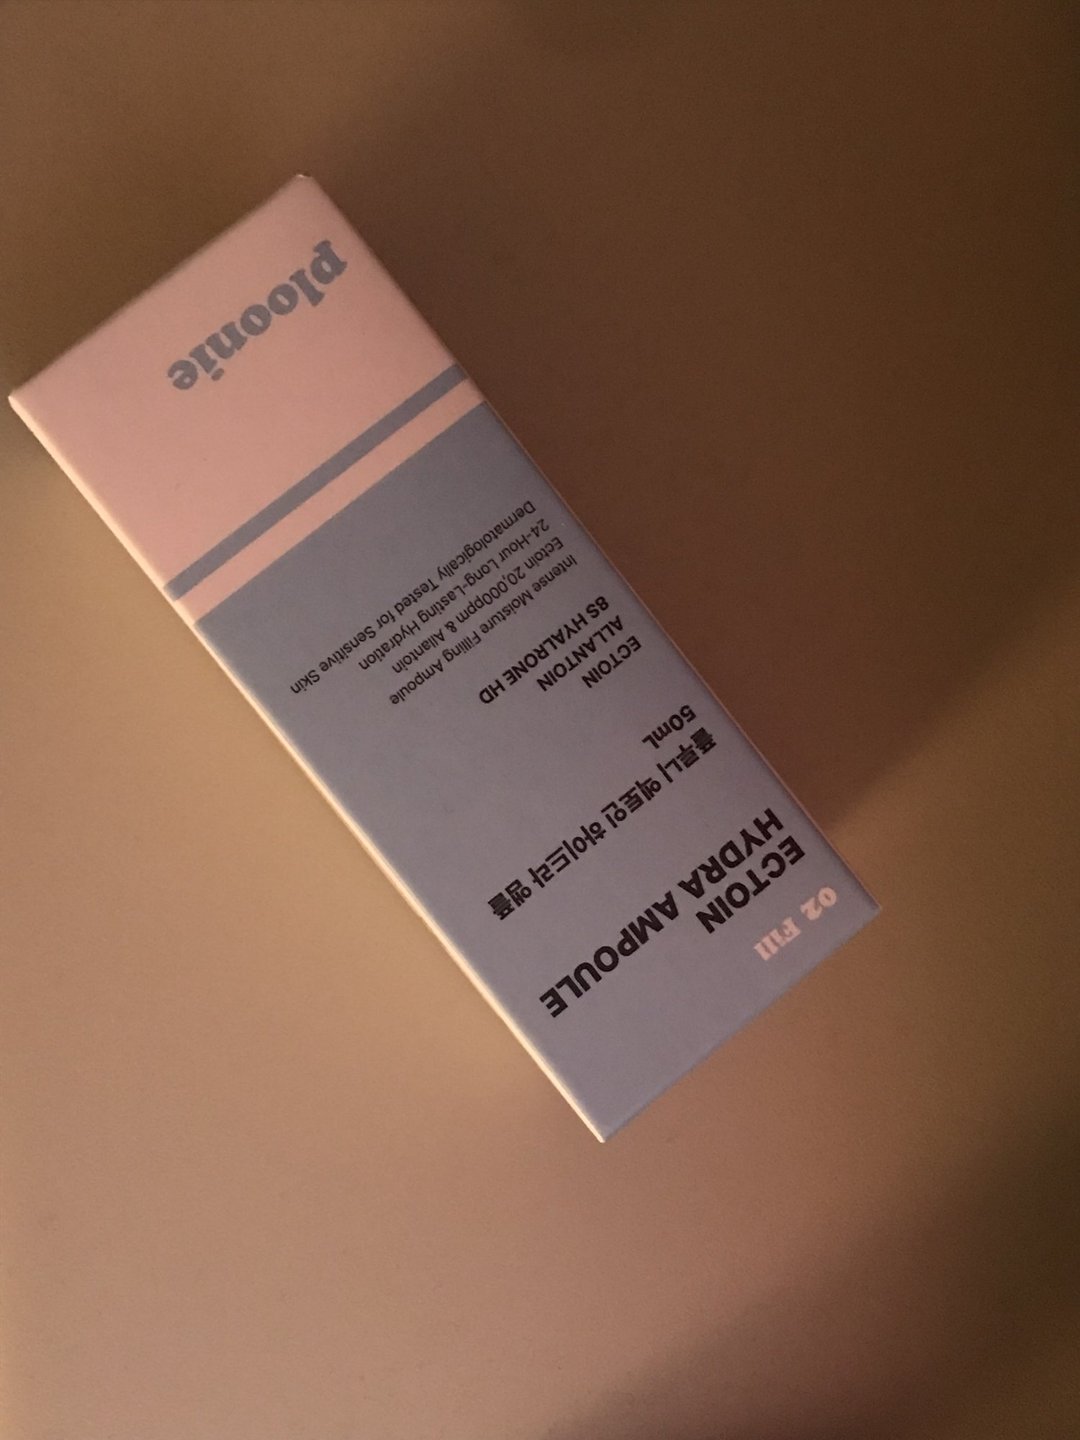 02 Fill
ECTOIN
HYDRA AMPOULE
플루니 엑토인 하이드라 앰플
50mL
ECTOIN
ALLANTOIN
8S HYALRONE HD
Intense Moisture Filling Ampoule
Ectoin 20,000ppm & Allantoin
24-Hour Long-Lasting Hydration
Dermatologically Tested for Sensitive Skin
ploonie